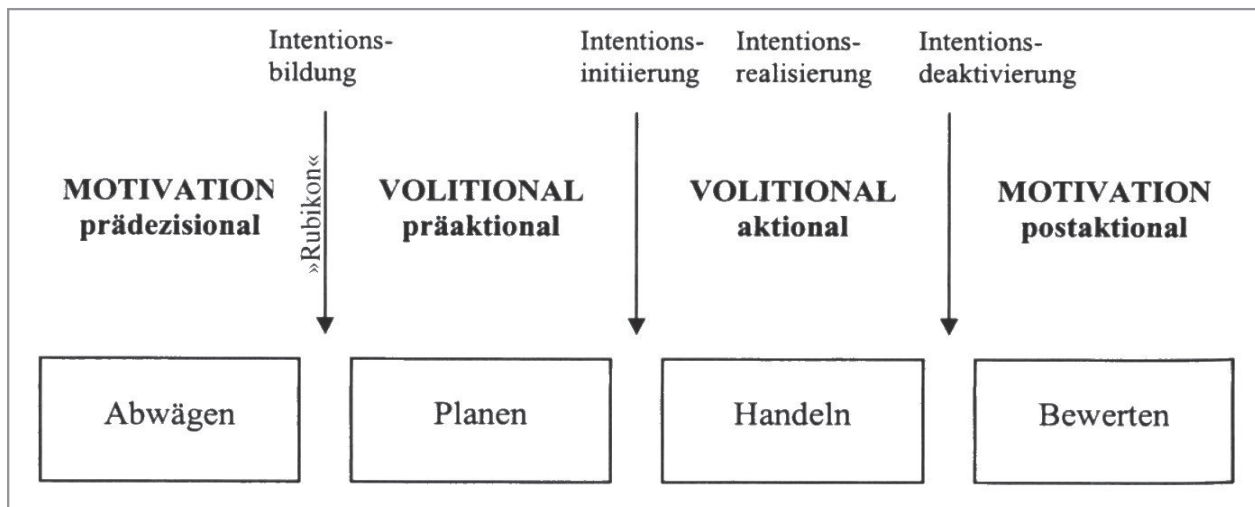 Intentions-
bildung
Intentions-
initiierung
Intentions-
realisierung
Intentions-
deaktivierung
MOTIVATION
prädezisional
»Rubikon«
VOLITIONAL
präaktional
VOLITIONAL
aktional
MOTIVATION
postaktional
Abwägen
Planen
Handeln
Bewerten